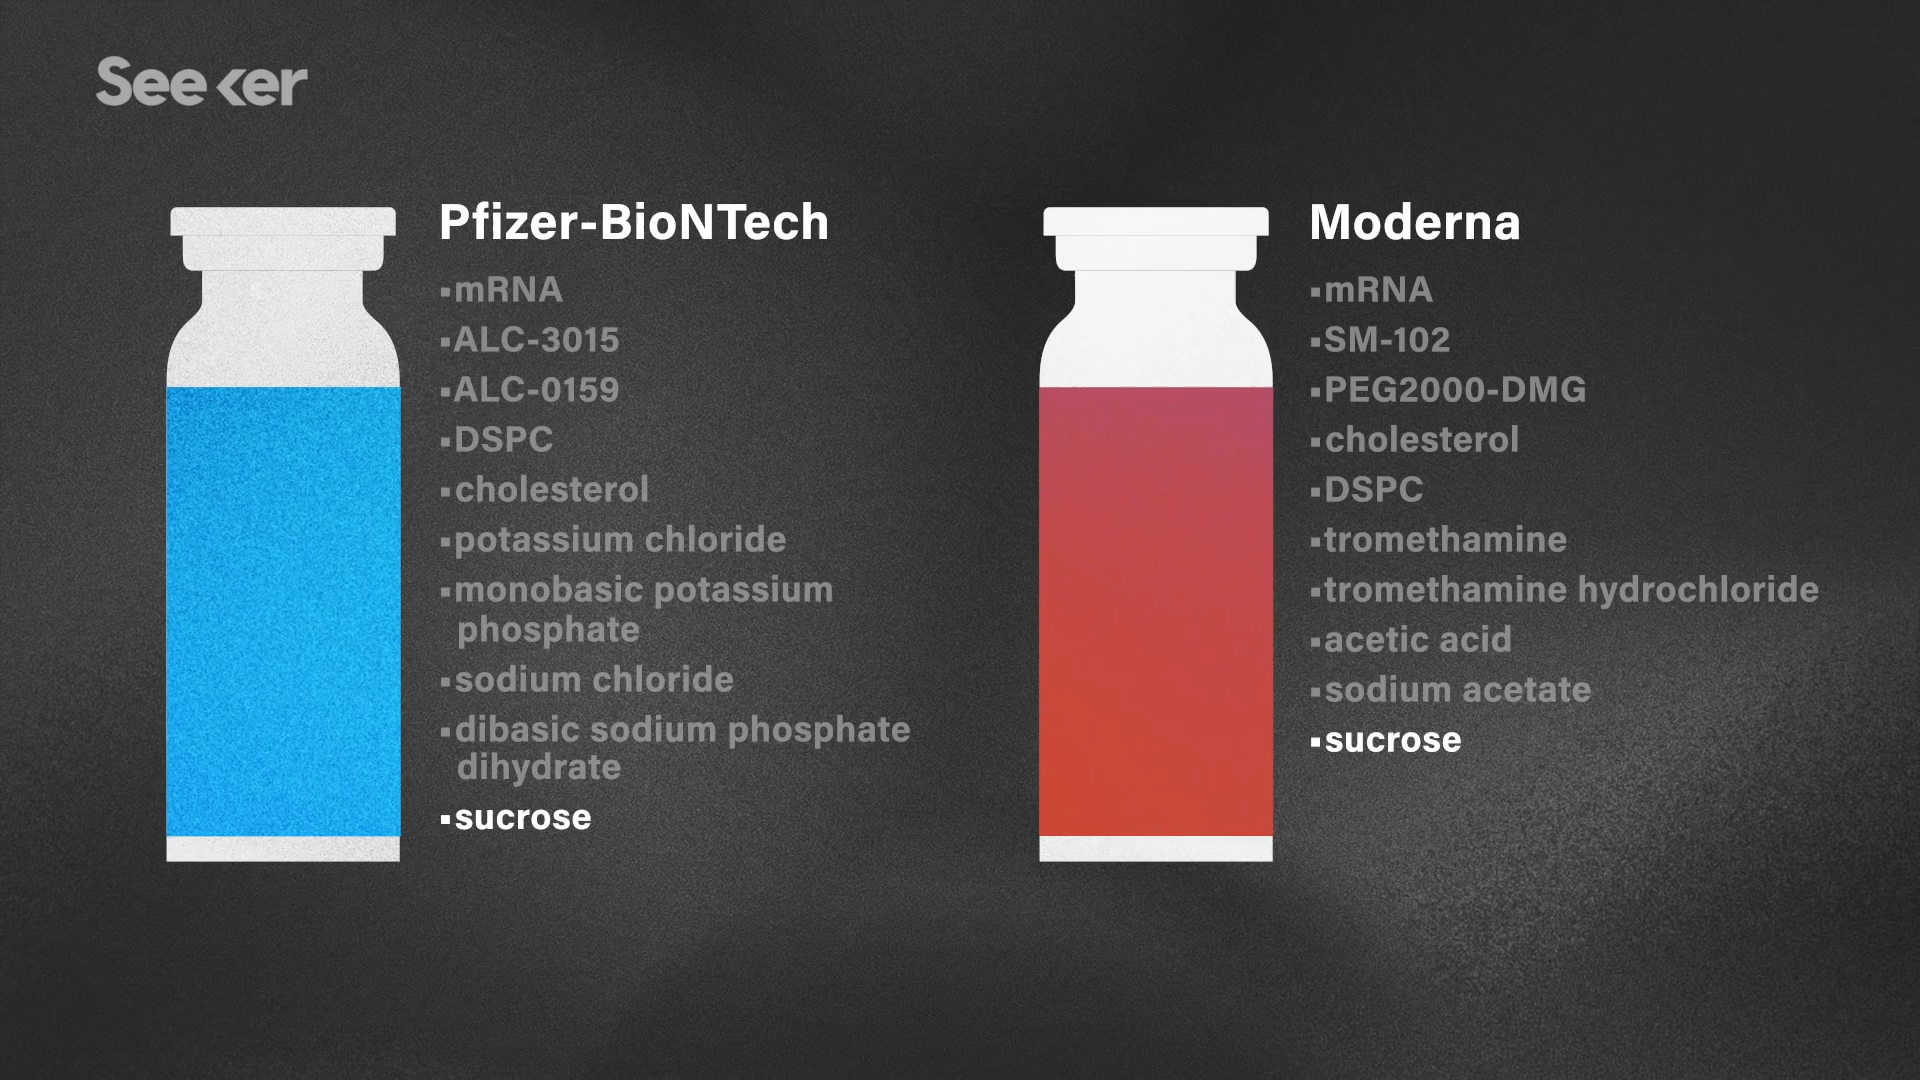 Seeker
Pfizer-BioNTech
▪mRNA
▪ALC-3015
▪ALC-0159
▪DSPC
▪cholesterol
▪potassium chloride
▪monobasic potassium
phosphate
▪sodium chloride
▪dibasic sodium phosphate
dihydrate
▪sucrose
Moderna
▪mRNA
▪SM-102
▪PEG2000-DMG
▪cholesterol
▪DSPC
▪tromethamine
▪tromethamine hydrochloride
▪acetic acid
▪sodium acetate
▪sucrose